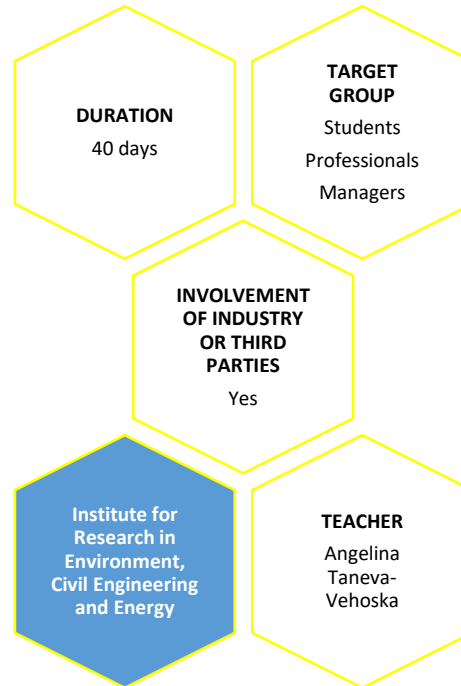 DURATION
40 days
TARGET
GROUP
Students
Professionals
Managers
INVOLVEMENT
OF INDUSTRY
OR THIRD
PARTIES
Yes
Institute for
Research in
Environment,
Civil Engineering
and Energy
TEACHER
Angelina
Taneva-
Vehoska